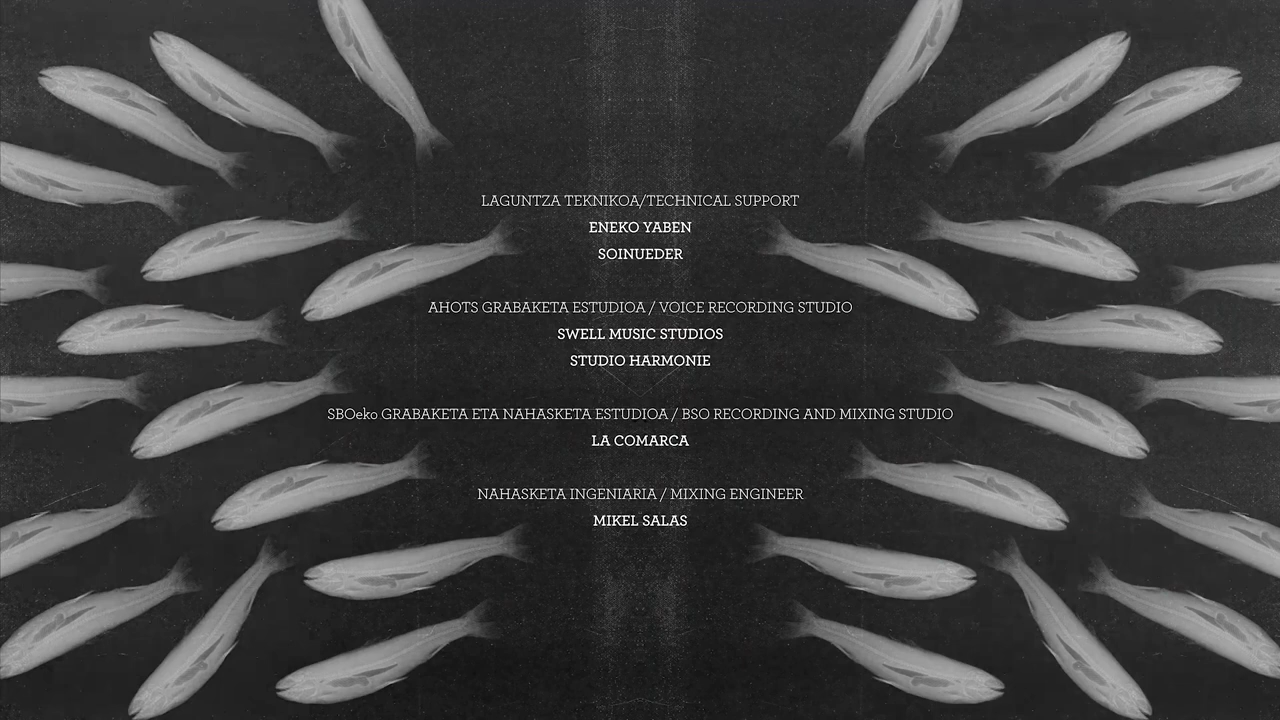 LAGUNTZA TEKNIKOA/TECHNICAL SUPPORT
ENEKO YABEN
SOINUEDER
AHOTS GRABAKETA ESTUDIOA / VOICE RECORDING STUDIO
SWELL MUSIC STUDIOS
STUDIO HARMONIE
SBOeko GRABAKETA ETA NAHASKETA ESTUDIOA / BSO RECORDING AND MIXING STUDIO
LA COMARCA
NAHASKETA INGENIARIA / MIXING ENGINEER
MIKEL SALAS